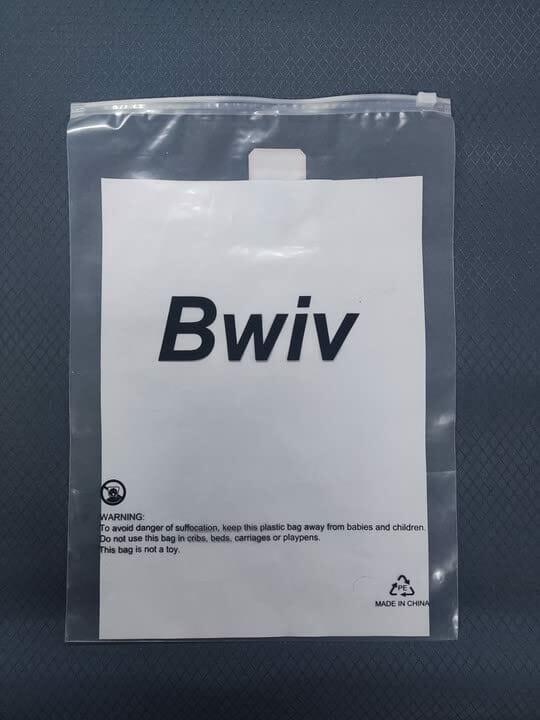 Bwiv
WARNING:
To avoid danger of suffocation, keep this plastic bag away from babies and children.
Do not use this bag in cribs, beds, carriages or playpens.
This bag is not a toy.
PE
MADE IN CHINA